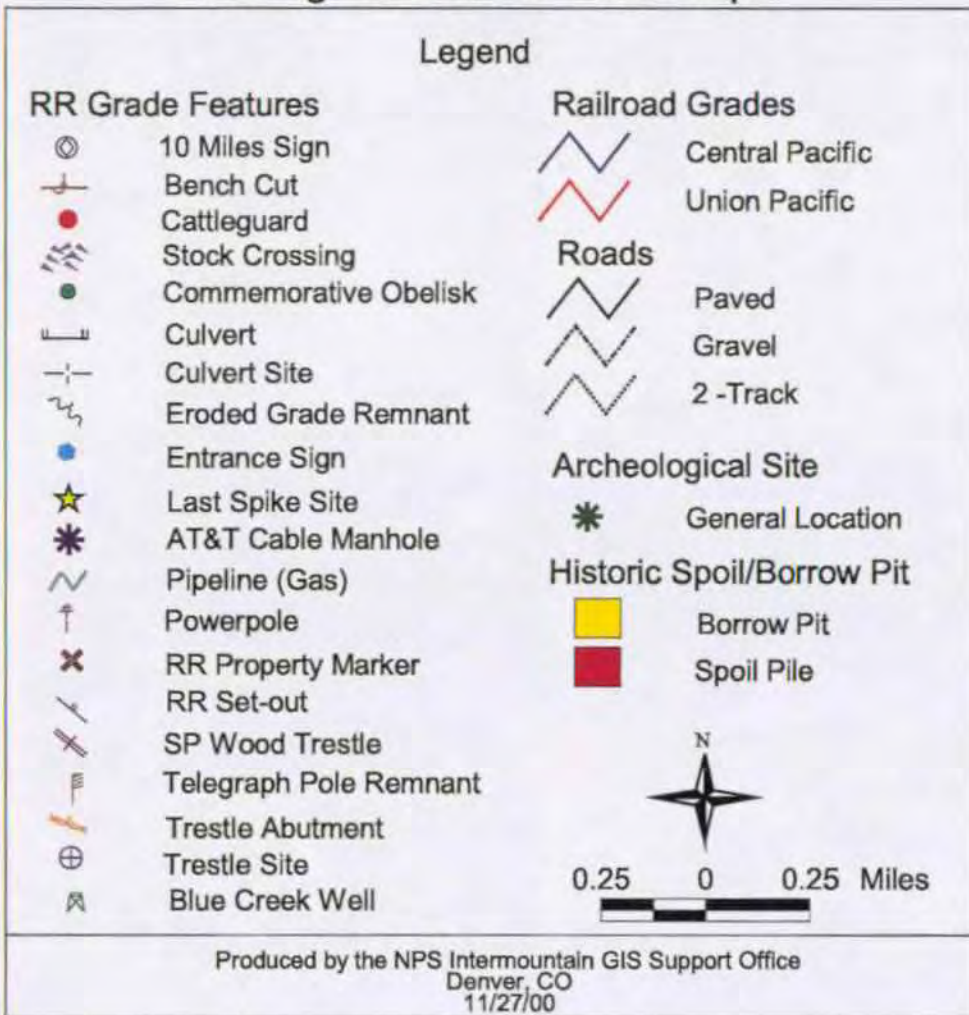 Legend
RR Grade Features
10 Miles Sign
Bench Cut
Cattleguard
Stock Crossing
Commemorative Obelisk
Culvert
Culvert Site
Eroded Grade Remnant
Entrance Sign
Last Spike Site
AT&T Cable Manhole
Pipeline (Gas)
Powerpole
RR Property Marker
RR Set-out
SP Wood Trestle
Telegraph Pole Remnant
Trestle Abutment
Trestle Site
Blue Creek Well
Railroad Grades
Central Pacific
Union Pacific
Roads
Paved
Gravel
2 -Track
Archeological Site
General Location
Historic Spoil/Borrow Pit
Borrow Pit
Spoil Pile
N
0.25 0 0.25 Miles
Produced by the NPS Intermountain GIS Support Office
Denver, CO
11/27/00